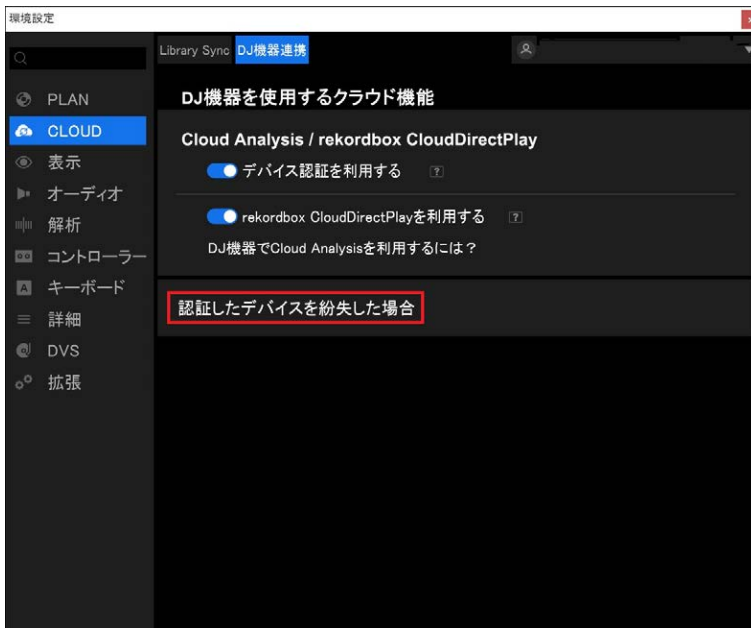 環境設定
Library Sync DJ機器連携
PLAN
CLOUD
表示
オーディオ
解析
コントローラー
キーボード
詳細
DVS
拡張
DJ機器を使用するクラウド機能
Cloud Analysis / rekordbox CloudDirectPlay
デバイス認証を利用する ?
rekordbox CloudDirectPlayを利用する ?
DJ機器でCloud Analysisを利用するには？
認証したデバイスを紛失した場合